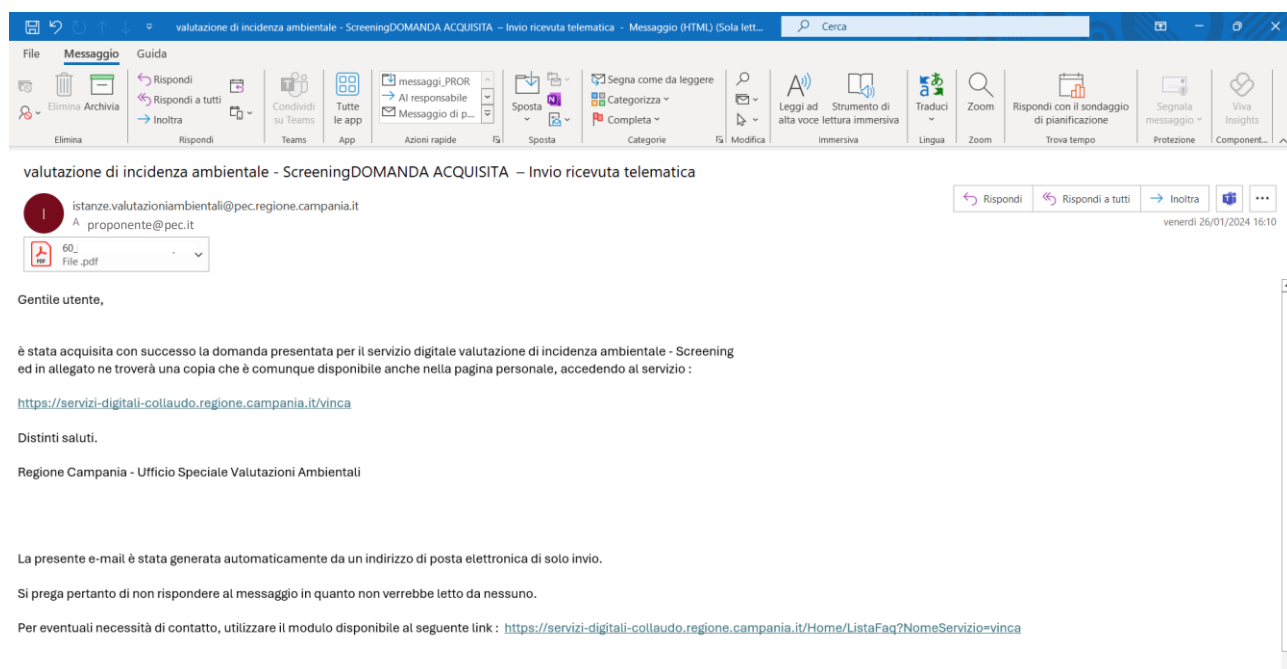 valutazione di incidenza ambientale - ScreeningDOMANDA ACQUISITA – Invio ricevuta telematica - Messaggio (HTML) (Sola lett...
Cerca
File Messaggio Guida
Elimina Archivia
Rispondi
Rispondi a tutti
Inoltra
Condividi su Teams
Tutte le app
messaggi_PROR
Al responsabile
Messaggio di p...
Sposta
Segna come da leggere
Categorizza
Completa
Leggi ad alta voce
Strumento di lettura immersiva
Traduci
Zoom
Rispondi con il sondaggio di pianificazione
Segnala messaggio
Viva Insights
Elimina Rispondi Teams App Azioni rapide Sposta Categorie Modifica Immersiva Lingua Zoom Trova tempo Protezione Component...
valutazione di incidenza ambientale - ScreeningDOMANDA ACQUISITA – Invio ricevuta telematica
I
istanze.valutazioniambientali@pec.regione.campania.it
A proponente@pec.it
Rispondi Rispondi a tutti Inoltra
venerdì 26/01/2024 16:10
PDF
60_
File .pdf
Gentile utente,
è stata acquisita con successo la domanda presentata per il servizio digitale valutazione di incidenza ambientale - Screening
ed in allegato ne troverà una copia che è comunque disponibile anche nella pagina personale, accedendo al servizio :
https://servizi-digitali-collaudo.regione.campania.it/vinca
Distinti saluti.
Regione Campania - Ufficio Speciale Valutazioni Ambientali
La presente e-mail è stata generata automaticamente da un indirizzo di posta elettronica di solo invio.
Si prega pertanto di non rispondere al messaggio in quanto non verrebbe letto da nessuno.
Per eventuali necessità di contatto, utilizzare il modulo disponibile al seguente link : https://servizi-digitali-collaudo.regione.campania.it/Home/ListaFaq?NomeServizio=vinca